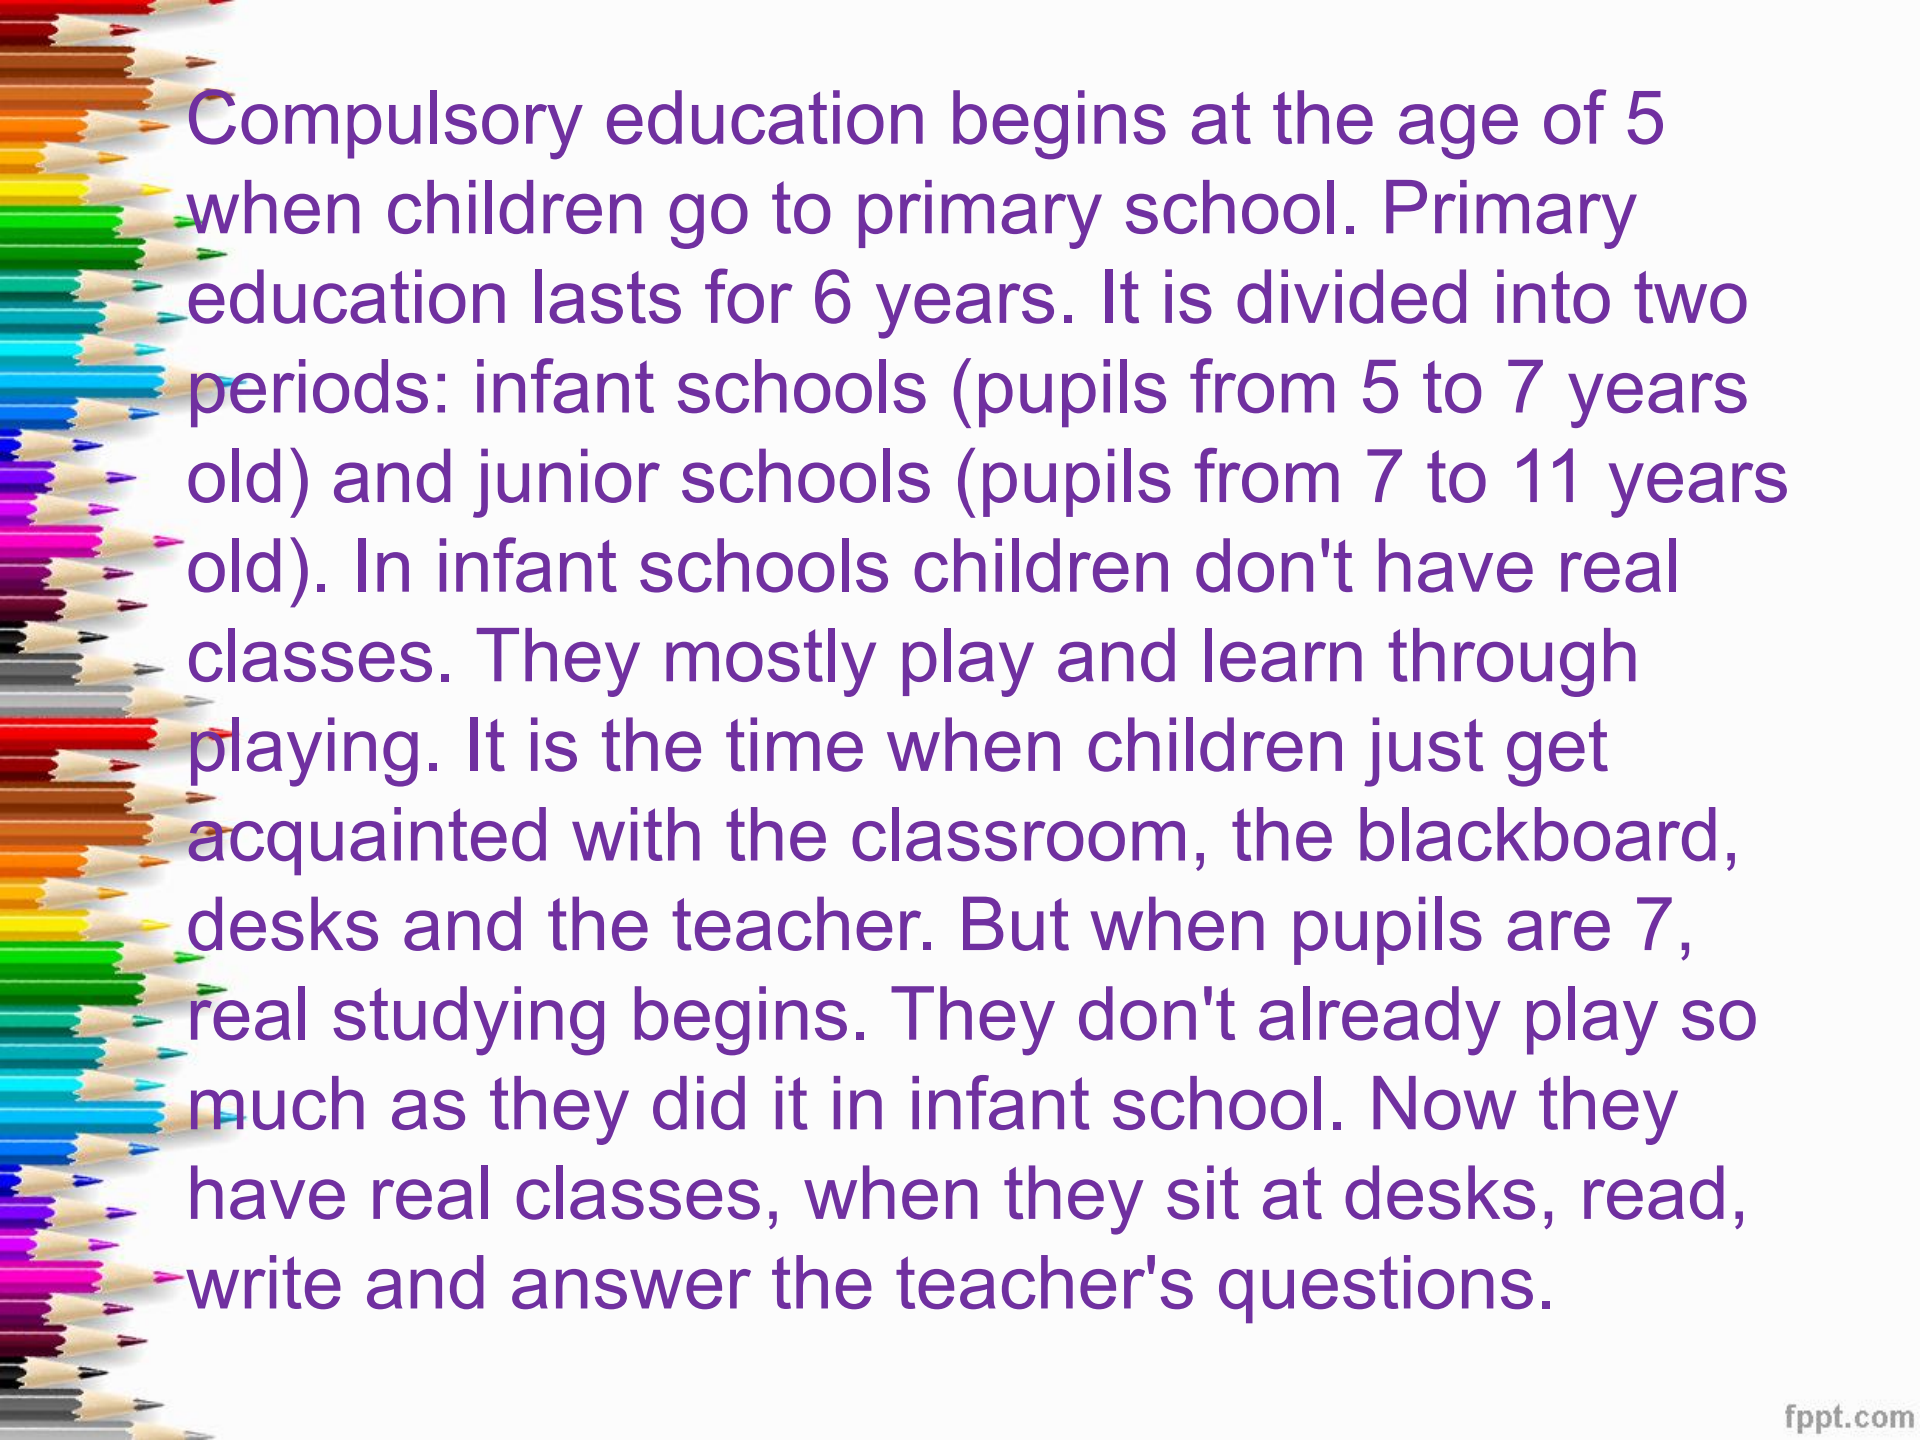 Compulsory education begins at the age of 5
when children go to primary school. Primary
education lasts for 6 years. It is divided into two
periods: infant schools (pupils from 5 to 7 years
old) and junior schools (pupils from 7 to 11 years
old). In infant schools children don't have real
classes. They mostly play and learn through
playing. It is the time when children just get
acquainted with the classroom, the blackboard,
desks and the teacher. But when pupils are 7,
real studying begins. They don't already play so
much as they did it in infant school. Now they
have real classes, when they sit at desks, read,
write and answer the teacher's questions.
fppt.com